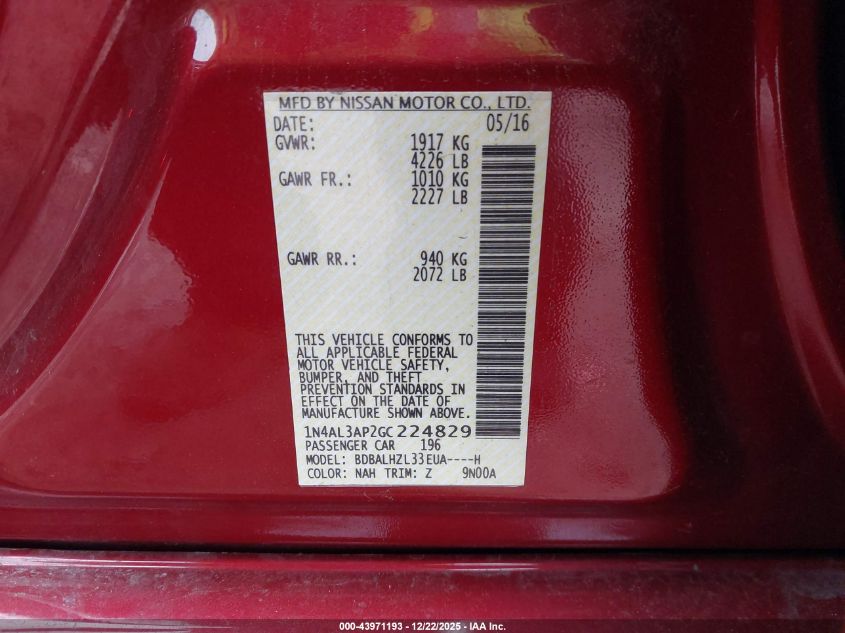 MFD BY NISSAN MOTOR CO., LTD.
DATE: 05/16
GVWR: 1917 KG
4226 LB
GAWR FR.: 1010 KG
2227 LB
GAWR RR.: 940 KG
2072 LB
THIS VEHICLE CONFORMS TO
ALL APPLICABLE FEDERAL
MOTOR VEHICLE SAFETY,
BUMPER, AND THEFT
PREVENTION STANDARDS IN
EFFECT ON THE DATE OF
MANUFACTURE SHOWN ABOVE.
1N4AL3AP2GC224829
PASSENGER CAR 196
MODEL: BDBALHZL33EUA----H
COLOR: NAH TRIM: Z 9N00A
000-43971193 - 12/22/2025 - IAA Inc.